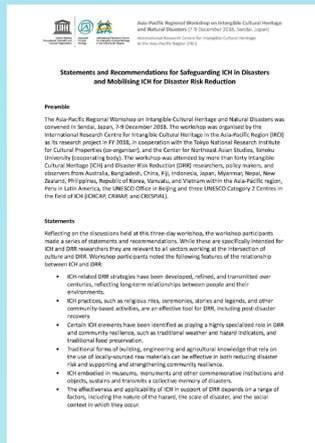 Asia-Pacific Regional Workshop on Intangible Cultural Heritage
and Natural Disasters (7-9 December 2018, Sendai, Japan)
International Research Centre for Intangible Cultural Heritage
in the Asia-Pacific Region (IRCI)
Statements and Recommendations for Safeguarding ICH in Disasters
and Mobilising ICH for Disaster Risk Reduction
Preamble
The Asia-Pacific Regional Workshop on Intangible Cultural Heritage and Natural Disasters was
convened in Sendai, Japan, 7-9 December 2018. The workshop was organised by the
International Research Centre for Intangible Cultural Heritage in the Asia-Pacific Region (IRCI)
as its research project in FY 2018, in cooperation with the Tokyo National Research Institute
for Cultural Properties (co-organiser), and the Center for Northeast Asian Studies, Tohoku
University (cooperating body). The workshop was attended by more than forty Intangible
Cultural Heritage (ICH) and Disaster Risk Reduction (DRR) researchers, policy makers, and
observers from Australia, Bangladesh, China, Fiji, Indonesia, Japan, Myanmar, Nepal, New
Zealand, Philippines, Republic of Korea, Vanuatu, and Vietnam within the Asia-Pacific region,
Peru in Latin America, the UNESCO Office in Beijing and three UNESCO Category 2 Centres in
the field of ICH (ICHCAP, CRIHAP, and CRESPIAL).
Statements
Reflecting on the discussions held at this three-day workshop, the workshop participants
made a series of statements and recommendations. While these are specifically intended for
ICH and DRR researchers they are relevant to all sectors working at the intersection of
culture and DRR. Workshop participants noted the following features of the relationship
between ICH and DRR:
• ICH-related DRR strategies have been developed, refined, and transmitted over
centuries, reflecting long-term relationships between people and their
environments.
• ICH practices, such as religious rites, ceremonies, stories and legends, and other
community-based activities, are an effective tool for DRR, including post-disaster
recovery.
• Certain ICH elements have been identified as playing a highly specialized role in DRR
and community resilience, such as traditional weather and hazard indicators, and
traditional food preservation.
• Traditional forms of building, engineering and agricultural knowledge that rely on
the use of locally-sourced raw materials can be effective in both reducing disaster
risk and supporting and strengthening community resilience.
• ICH embodied in museums, monuments and other commemorative institutions and
objects, sustains and transmits a collective memory of disasters.
• The effectiveness and applicability of ICH in support of DRR depends on a range of
factors, including the nature of the hazard, the scale of disaster, and the social
context in which they occur.